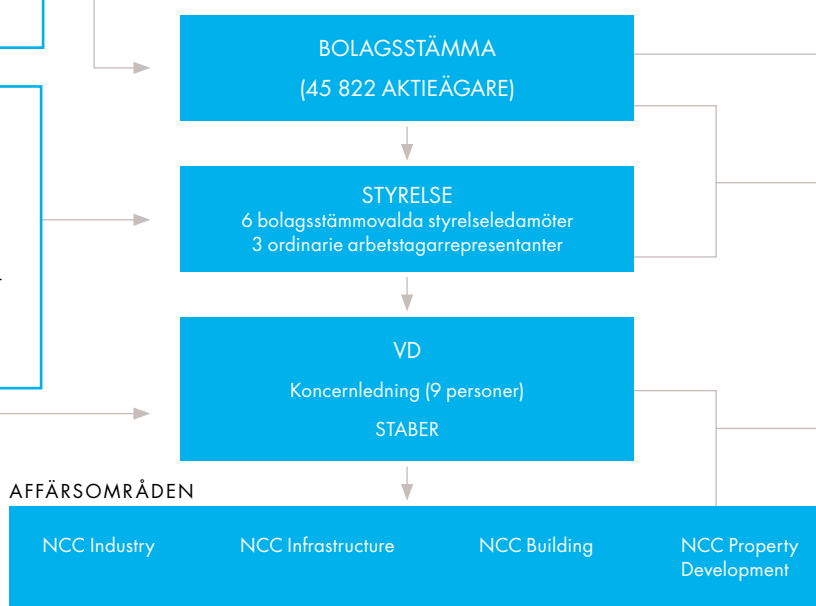 BOLAGSSTÄMMA
(45 822 AKTIEÄGARE)
STYRELSE
6 bolagsstämmovalda styrelseledamöter
3 ordinarie arbetstagarrepresentanter
VD
Koncernledning (9 personer)
STABER
AFFÄRSOMRÅDEN
NCC Industry
NCC Infrastructure
NCC Building
NCC Property
Development